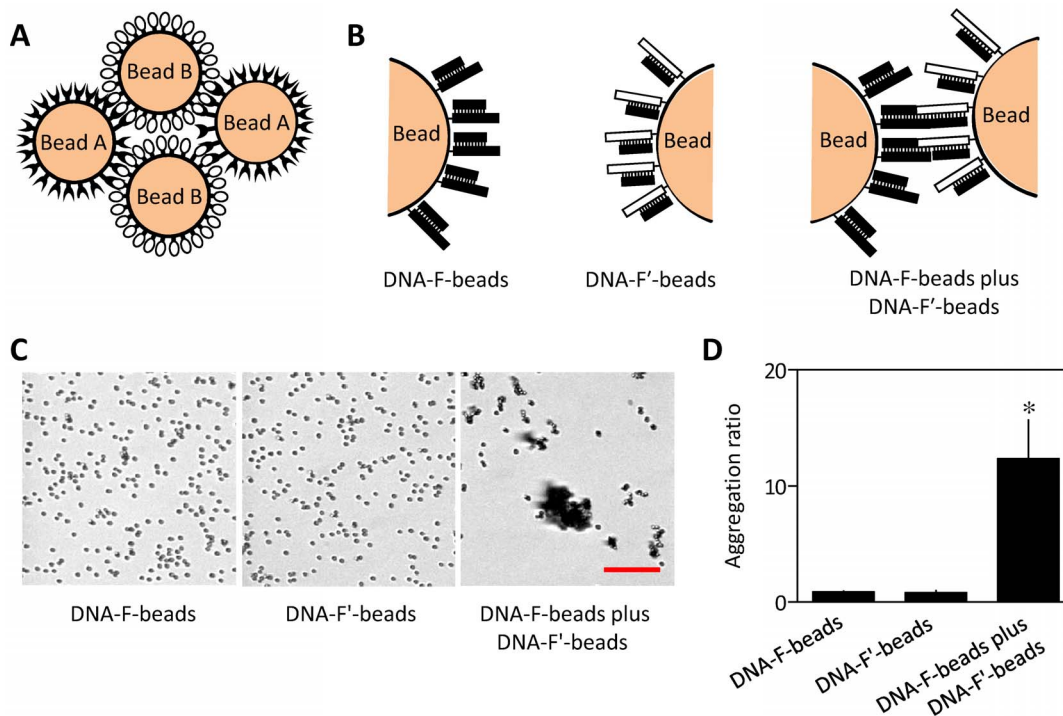 A
Bead B
Bead A
Bead A
Bead B
B
Bead
DNA-F-beads
Bead
DNA-F′-beads
Bead
Bead
DNA-F-beads plus
DNA-F′-beads
C
DNA-F-beads
DNA-F'-beads
DNA-F-beads plus
DNA-F'-beads
D
Aggregation ratio
20
10
0
*
DNA-F-beads
DNA-F'-beads
DNA-F-beads plus
DNA-F'-beads